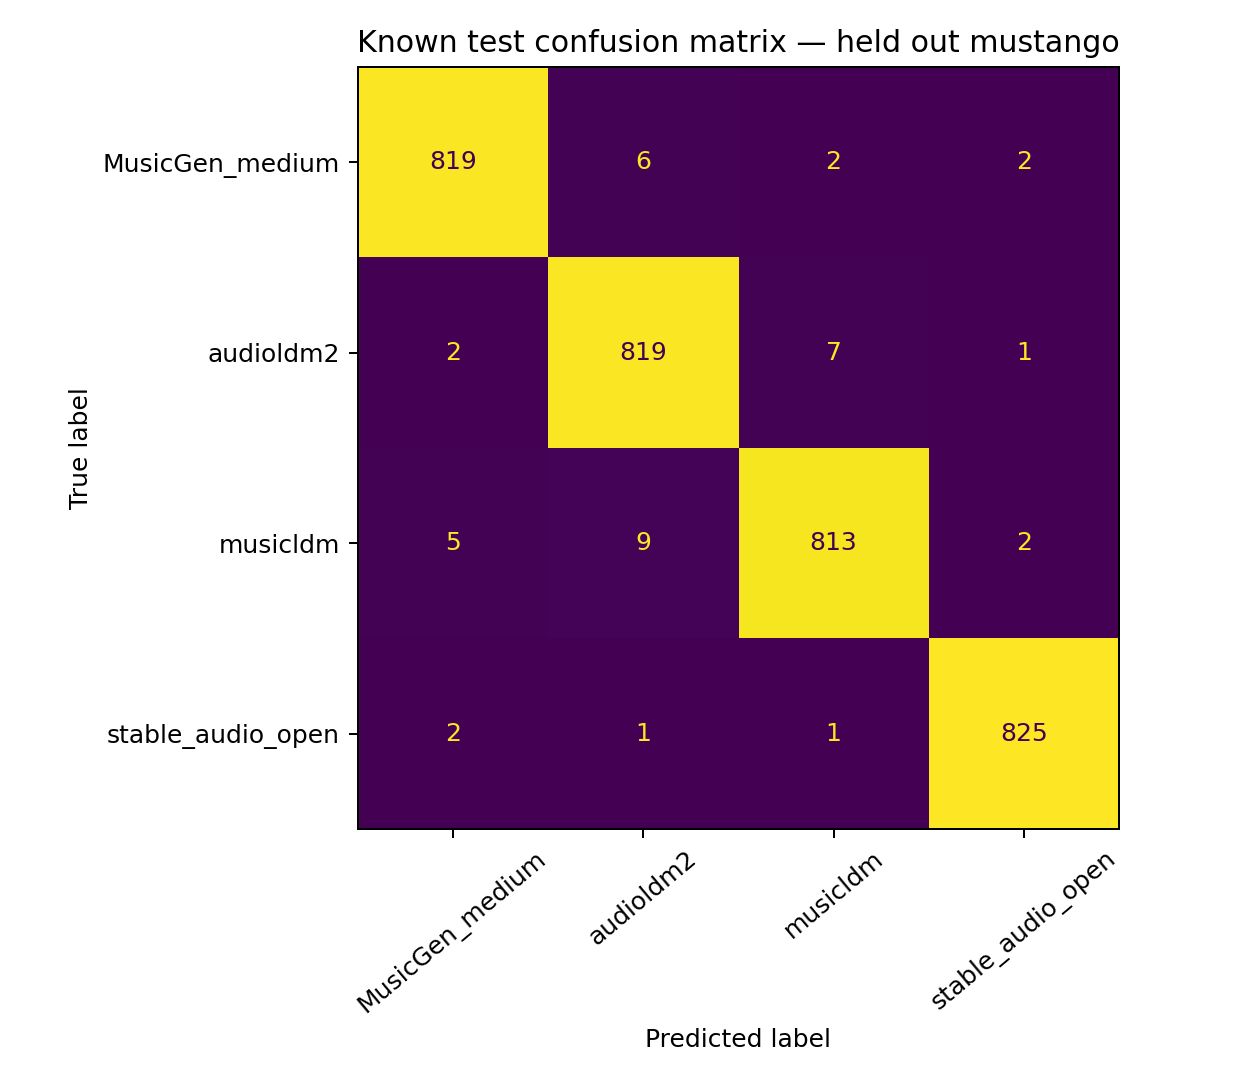 Known test confusion matrix — held out mustango
MusicGen_medium 819 6 2 2
audioldm2 2 819 7 1
musicldm 5 9 813 2
stable_audio_open 2 1 1 825
True label
MusicGen_medium audioldm2 musicldm stable_audio_open
Predicted label